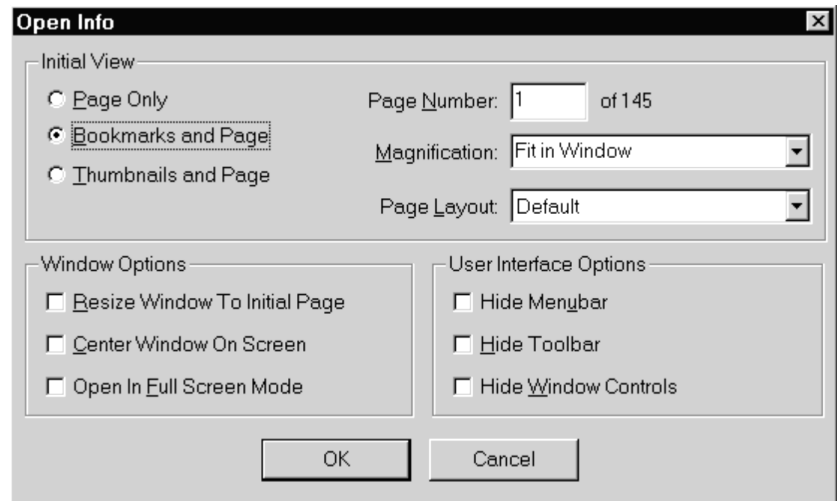 Open Info
Initial View
Page Only
Bookmarks and Page
Thumbnails and Page
Page Number: 1 of 145
Magnification: Fit in Window
Page Layout: Default
Window Options
Resize Window To Initial Page
Center Window On Screen
Open In Full Screen Mode
User Interface Options
Hide Menubar
Hide Toolbar
Hide Window Controls
OK
Cancel